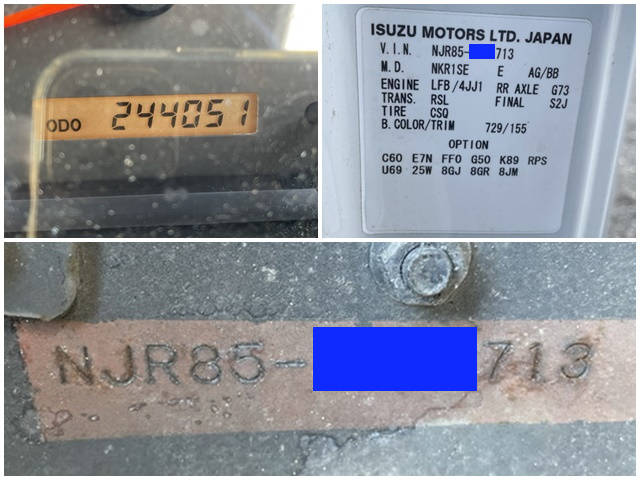 ODO 244051
ISUZU MOTORS LTD. JAPAN
V.I.N. NJR85- 713
M.D. NKR1SE E AG/BB
ENGINE LFB/4JJ1 RR AXLE G73
TRANS. RSL FINAL S2J
TIRE CSQ
B.COLOR/TRIM 729/155
OPTION
C60 E7N FF0 G50 K89 RPS
U69 25W 8GJ 8GR 8JM
NJR85- 713